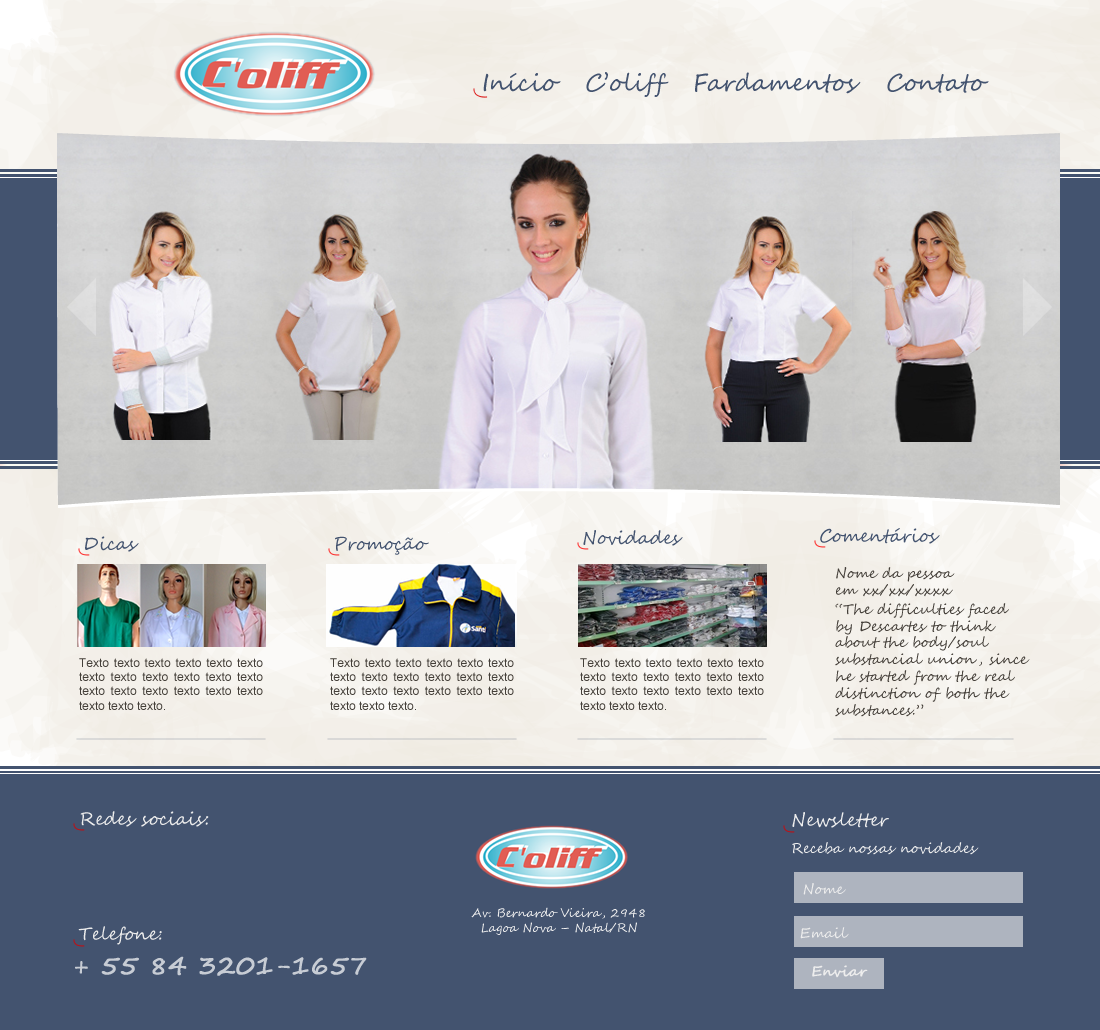 C'oliff
Início C'oliff Fardamentos Contato
Dicas
Texto texto texto texto texto texto
texto texto texto texto texto texto
texto texto texto texto texto texto
texto texto texto.
Promoção
Texto texto texto texto texto texto
texto texto texto texto texto texto
texto texto texto texto texto texto
texto texto texto.
Novidades
Texto texto texto texto texto texto
texto texto texto texto texto texto
texto texto texto texto texto texto
texto texto texto.
Comentários
Nome da pessoa
em xx/xx/xxxx
“The difficulties faced
by Descartes to think
about the body/soul
substancial union, since
he started from the real
distinction of both the
substances.”
Redes sociais:
Telefone:
+ 55 84 3201-1657
C'oliff
Av. Bernardo Vieira, 2948
Lagoa Nova – Natal/RN
Newsletter
Receba nossas novidades
Nome
Email
Enviar